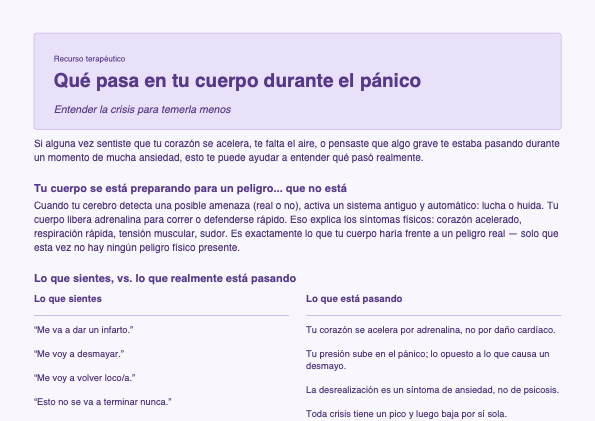 Recurso terapéutico
Qué pasa en tu cuerpo durante el pánico
Entender la crisis para temerla menos
Si alguna vez sentiste que tu corazón se acelera, te falta el aire, o pensaste que algo grave te estaba pasando durante
un momento de mucha ansiedad, esto te puede ayudar a entender qué pasó realmente.
Tu cuerpo se está preparando para un peligro... que no está
Cuando tu cerebro detecta una posible amenaza (real o no), activa un sistema antiguo y automático: lucha o huida. Tu
cuerpo libera adrenalina para correr o defenderse rápido. Eso explica los síntomas físicos: corazón acelerado,
respiración rápida, tensión muscular, sudor. Es exactamente lo que tu cuerpo haría frente a un peligro real — solo que
esta vez no hay ningún peligro físico presente.
Lo que sientes, vs. lo que realmente está pasando
Lo que sientes
“Me va a dar un infarto.”
“Me voy a desmayar.”
“Me voy a volver loco/a.”
“Esto no se va a terminar nunca.”
Lo que está pasando
Tu corazón se acelera por adrenalina, no por daño cardíaco.
Tu presión sube en el pánico; lo opuesto a lo que causa un
desmayo.
La desrealización es un síntoma de ansiedad, no de psicosis.
Toda crisis tiene un pico y luego baja por sí sola.